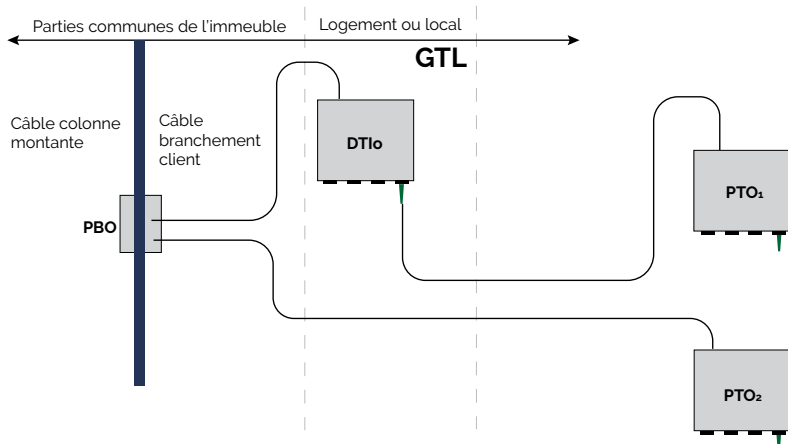 Parties communes de l'immeuble
Logement ou local
GTL
Câble colonne
montante
Câble
branchement
client
DTIo
PTO₁
PBO
PTO₂